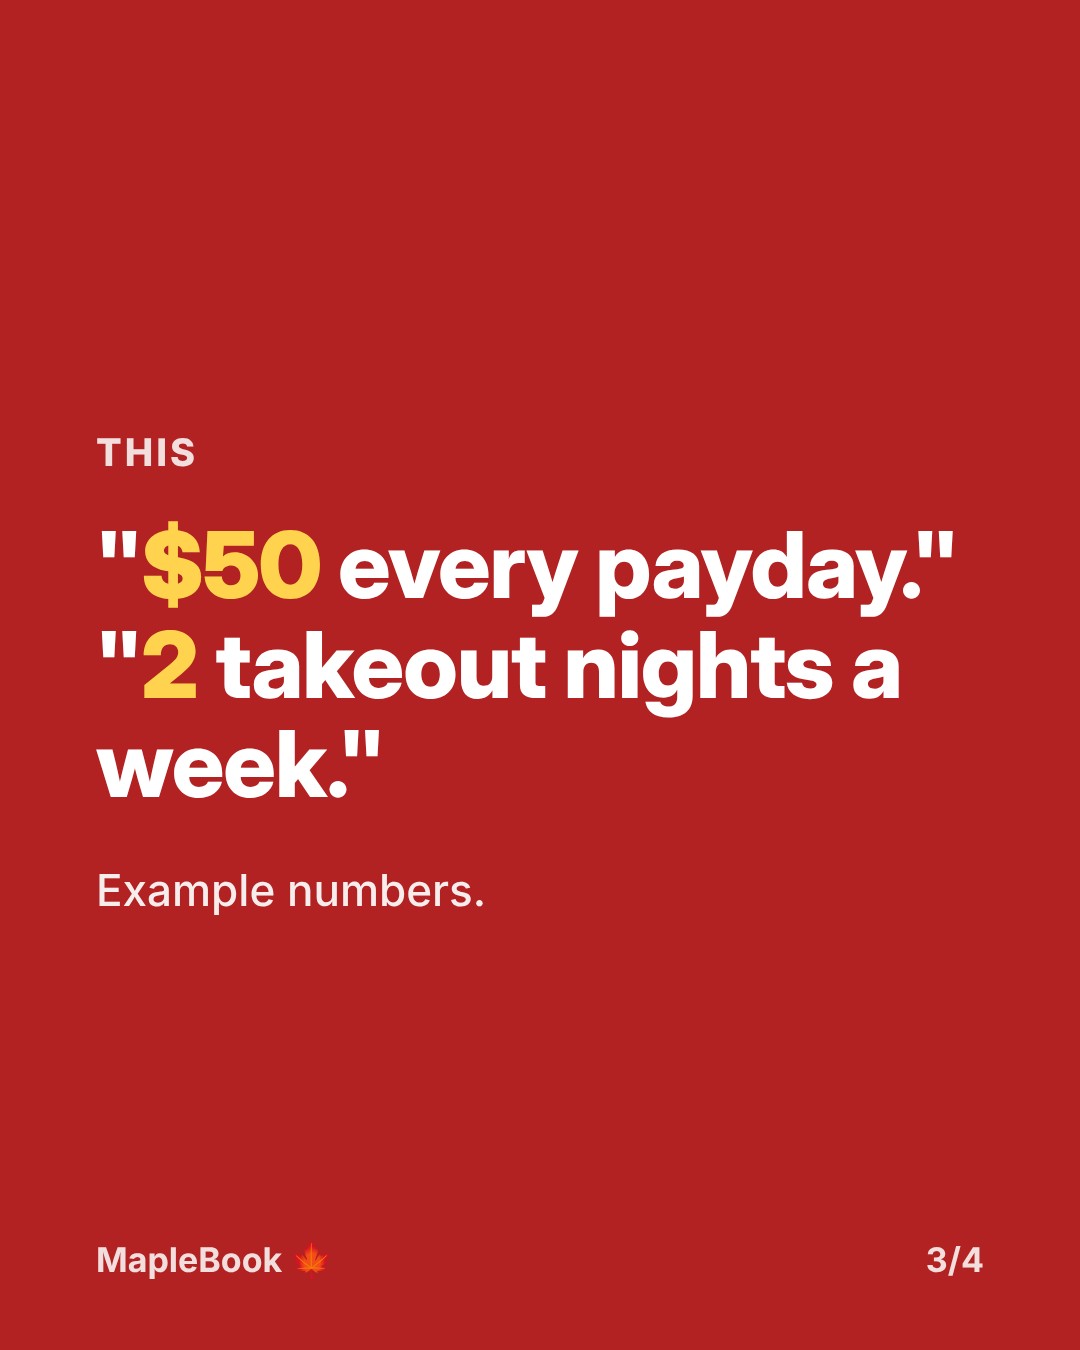 THIS
"$50 every payday."
"2 takeout nights a
week."
Example numbers.
MapleBook 🍁
3/4